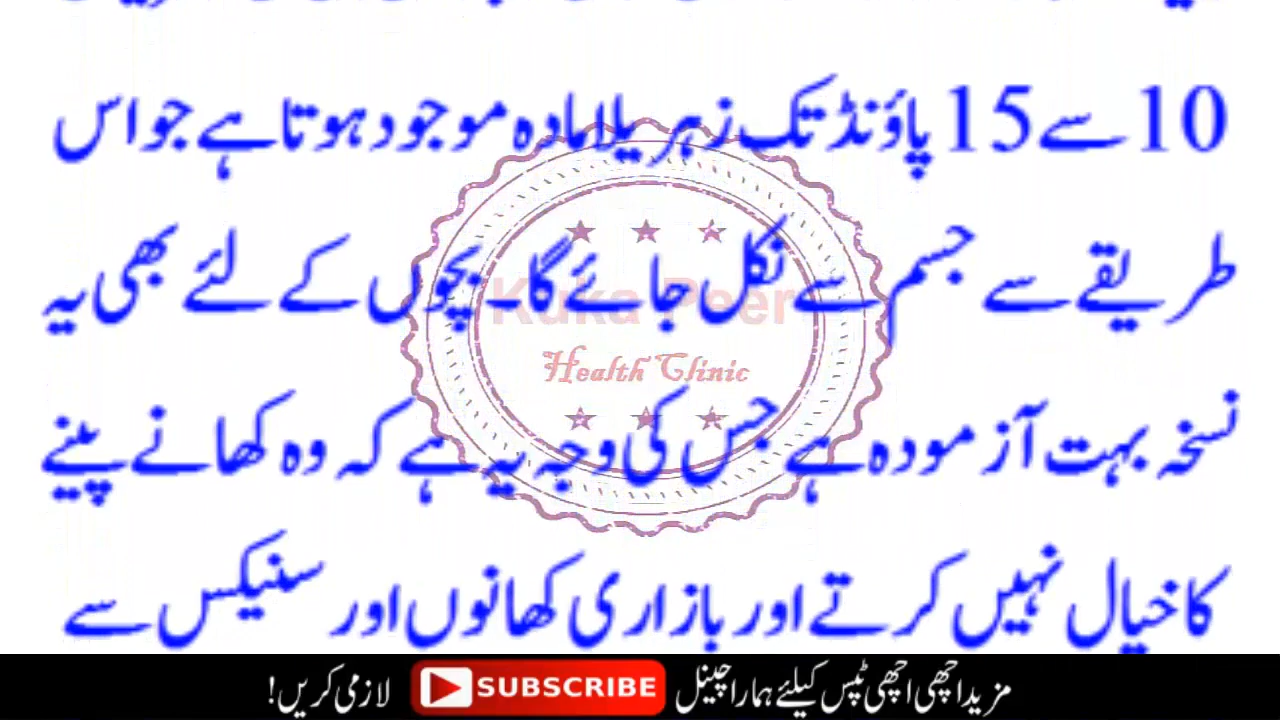 10 سے 15 پاؤنڈ تک زہریلا مادہ موجود ہوتا ہے جو اس
طریقے سے جسم سے نکل جائے گا۔ بچوں کے لئے بھی یہ
Kuka Peer
Health Clinic
نسخہ بہت آزمودہ ہے جس کی وجہ یہ ہے کہ وہ کھانے پینے
کا خیال نہیں کرتے اور بازاری کھانوں اور سنیکس سے
مزید اچھی اچھی ٹپس کیلئے ہمارا چینل SUBSCRIBE لازمی کریں!